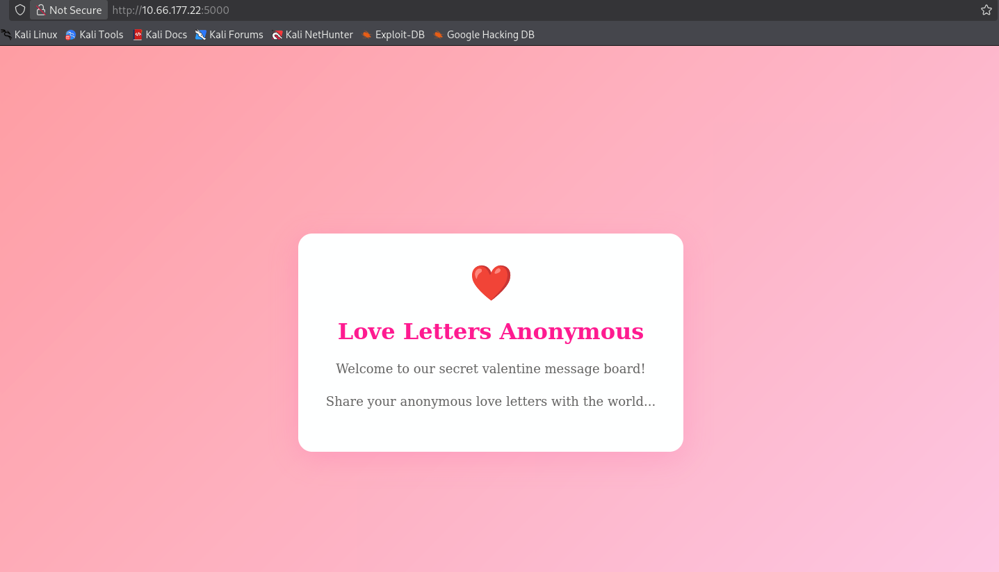 Not Secure http://10.66.177.22:5000
Kali Linux Kali Tools Kali Docs Kali Forums Kali NetHunter Exploit-DB Google Hacking DB
Love Letters Anonymous
Welcome to our secret valentine message board!
Share your anonymous love letters with the world...